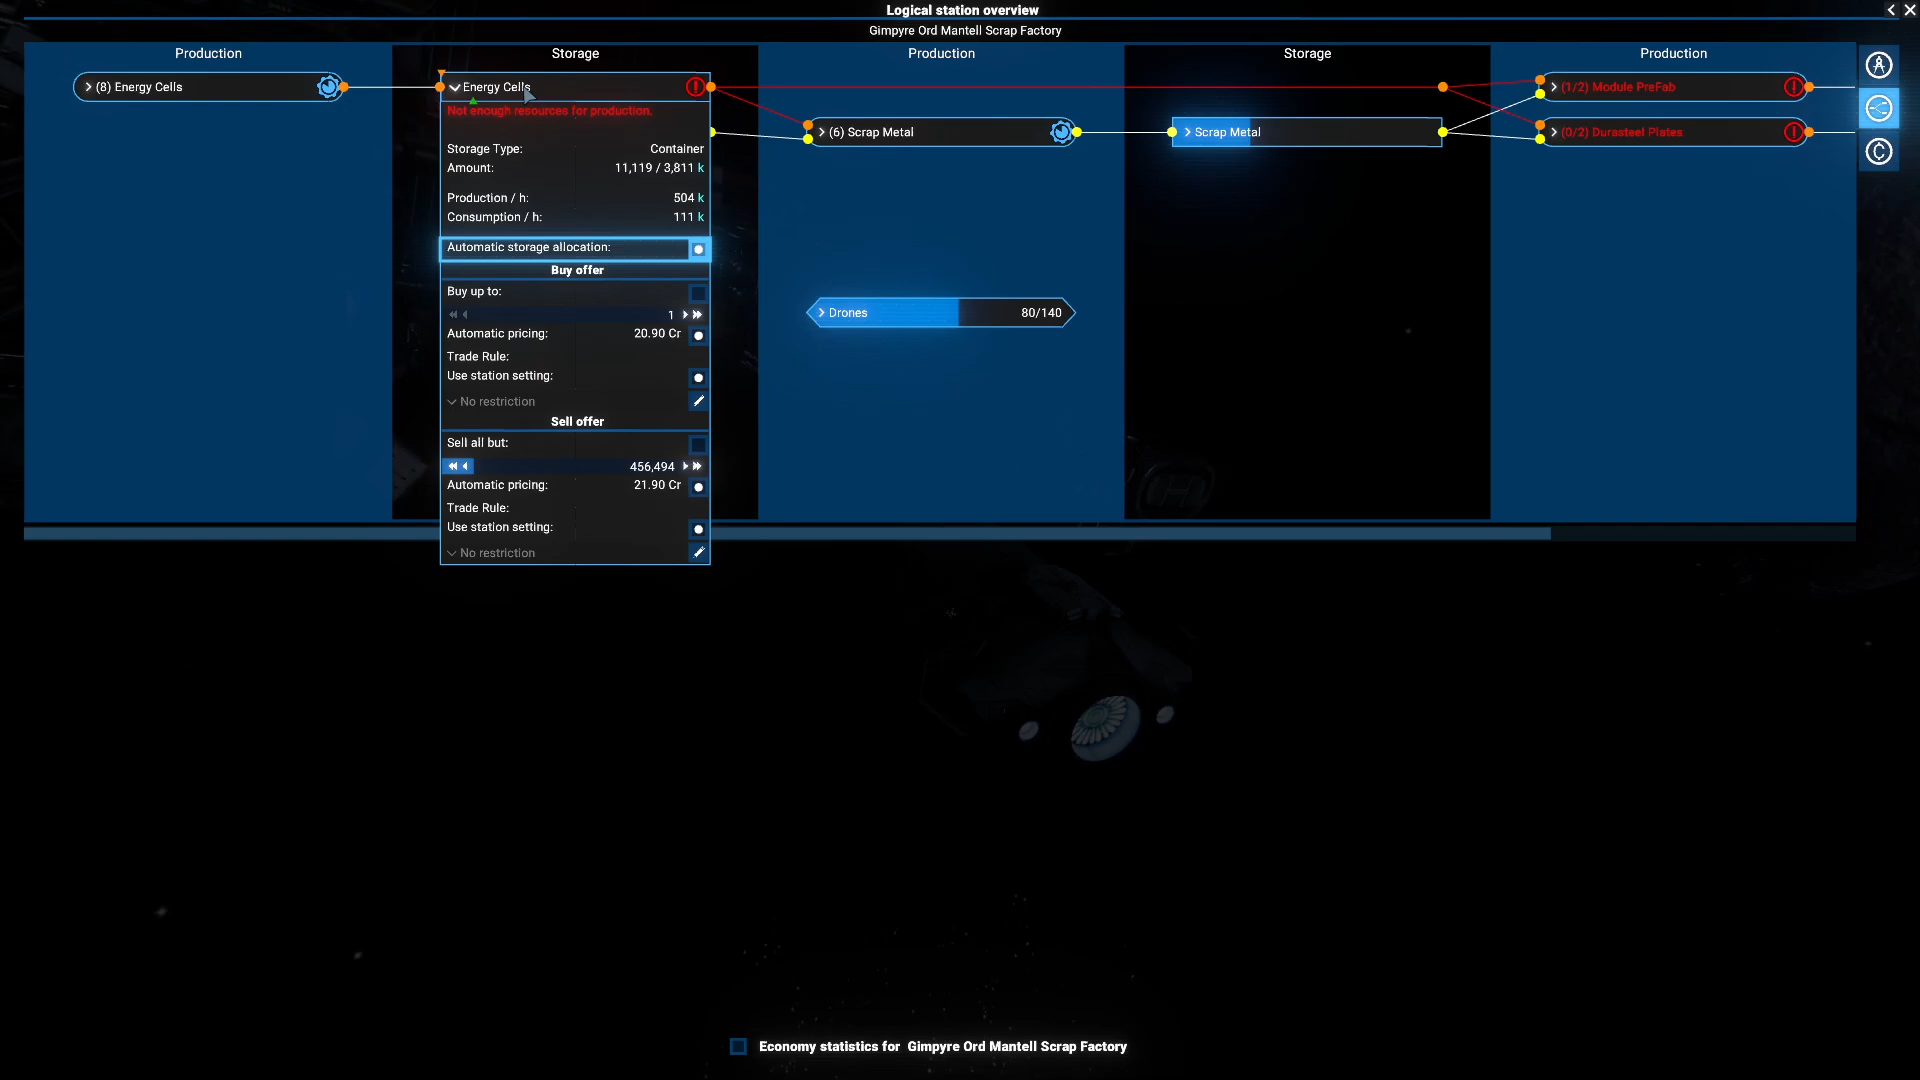 Logical station overview
Gimpyre Ord Mantell Scrap Factory
Production
Storage
Production
Storage
Production
(8) Energy Cells
Energy Cells
(1/2) Module PreFab
Not enough resources for production.
(6) Scrap Metal
Scrap Metal
(0/2) Durasteel Plates
Storage Type: Container
Amount: 11,119 / 3,811 k
Production / h: 504 k
Consumption / h: 111 k
Automatic storage allocation:
Buy offer
Buy up to:
1
Automatic pricing: 20.90 Cr
Trade Rule:
Use station setting:
No restriction
Sell offer
Sell all but:
456,494
Automatic pricing: 21.90 Cr
Trade Rule:
Use station setting:
No restriction
Drones 80/140
Economy statistics for Gimpyre Ord Mantell Scrap Factory